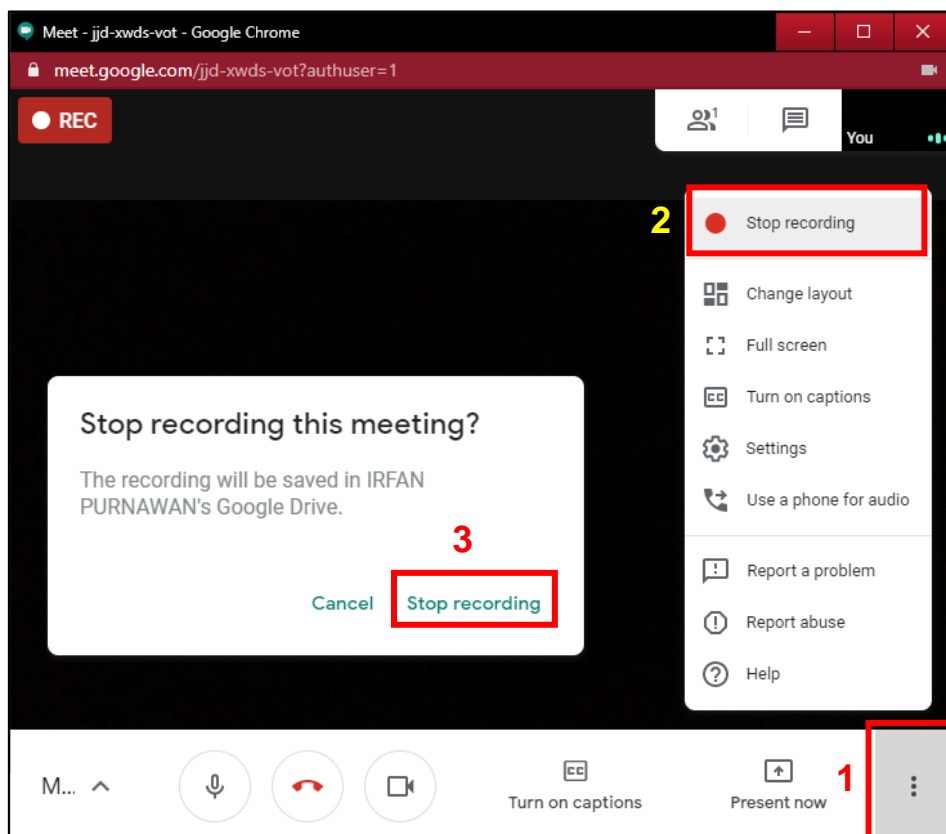 Meet - jjd-xwds-vot - Google Chrome
meet.google.com/jjd-xwds-vot?authuser=1
REC
1
You
2
Stop recording
Change layout
Full screen
CC
Turn on captions
Settings
Use a phone for audio
Report a problem
Report abuse
Help
Stop recording this meeting?
The recording will be saved in IRFAN
PURNAWAN's Google Drive.
3
Cancel
Stop recording
M...
CC
Turn on captions
Present now
1